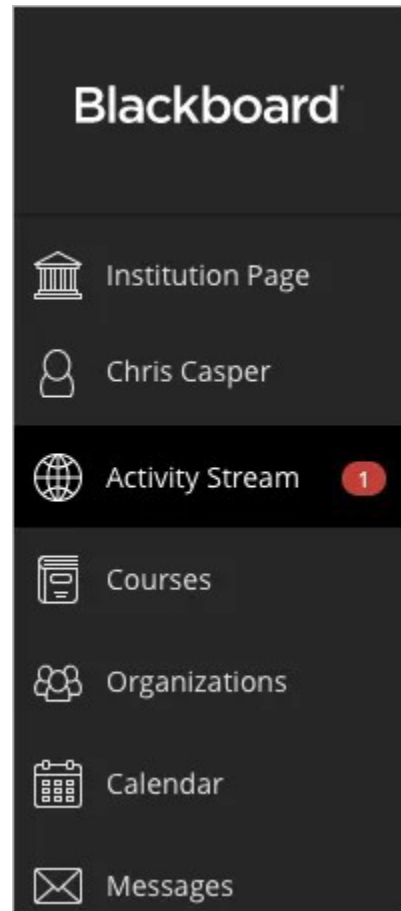 Blackboard
Institution Page
Chris Casper
Activity Stream 1
Courses
Organizations
Calendar
Messages